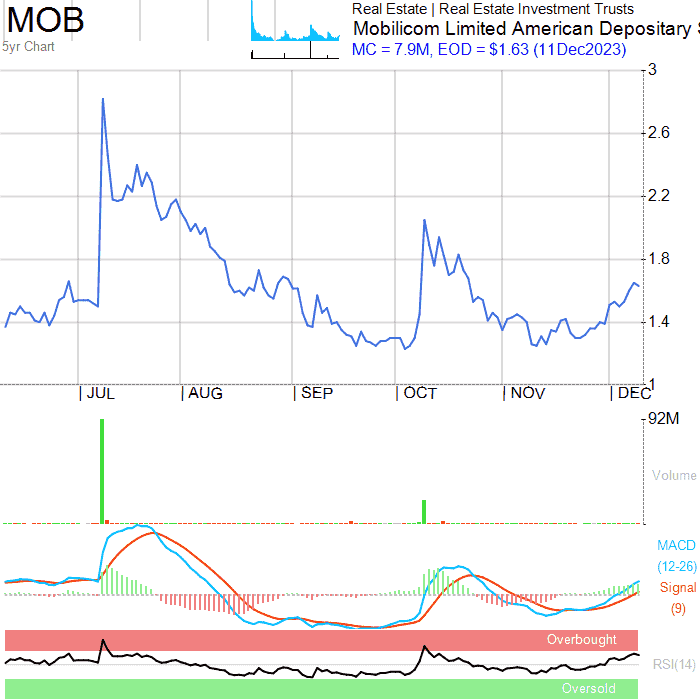 MOB
5yr Chart
Real Estate | Real Estate Investment Trusts
Mobilicom Limited American Depositary S
MC = 7.9M, EOD = $1.63 (11Dec2023)
3
2.6
2.2
1.8
1.4
1
| JUL | AUG | SEP | OCT | NOV | DEC
92M
Volume
MACD
(12-26)
Signal
(9)
Overbought
RSI(14)
Oversold